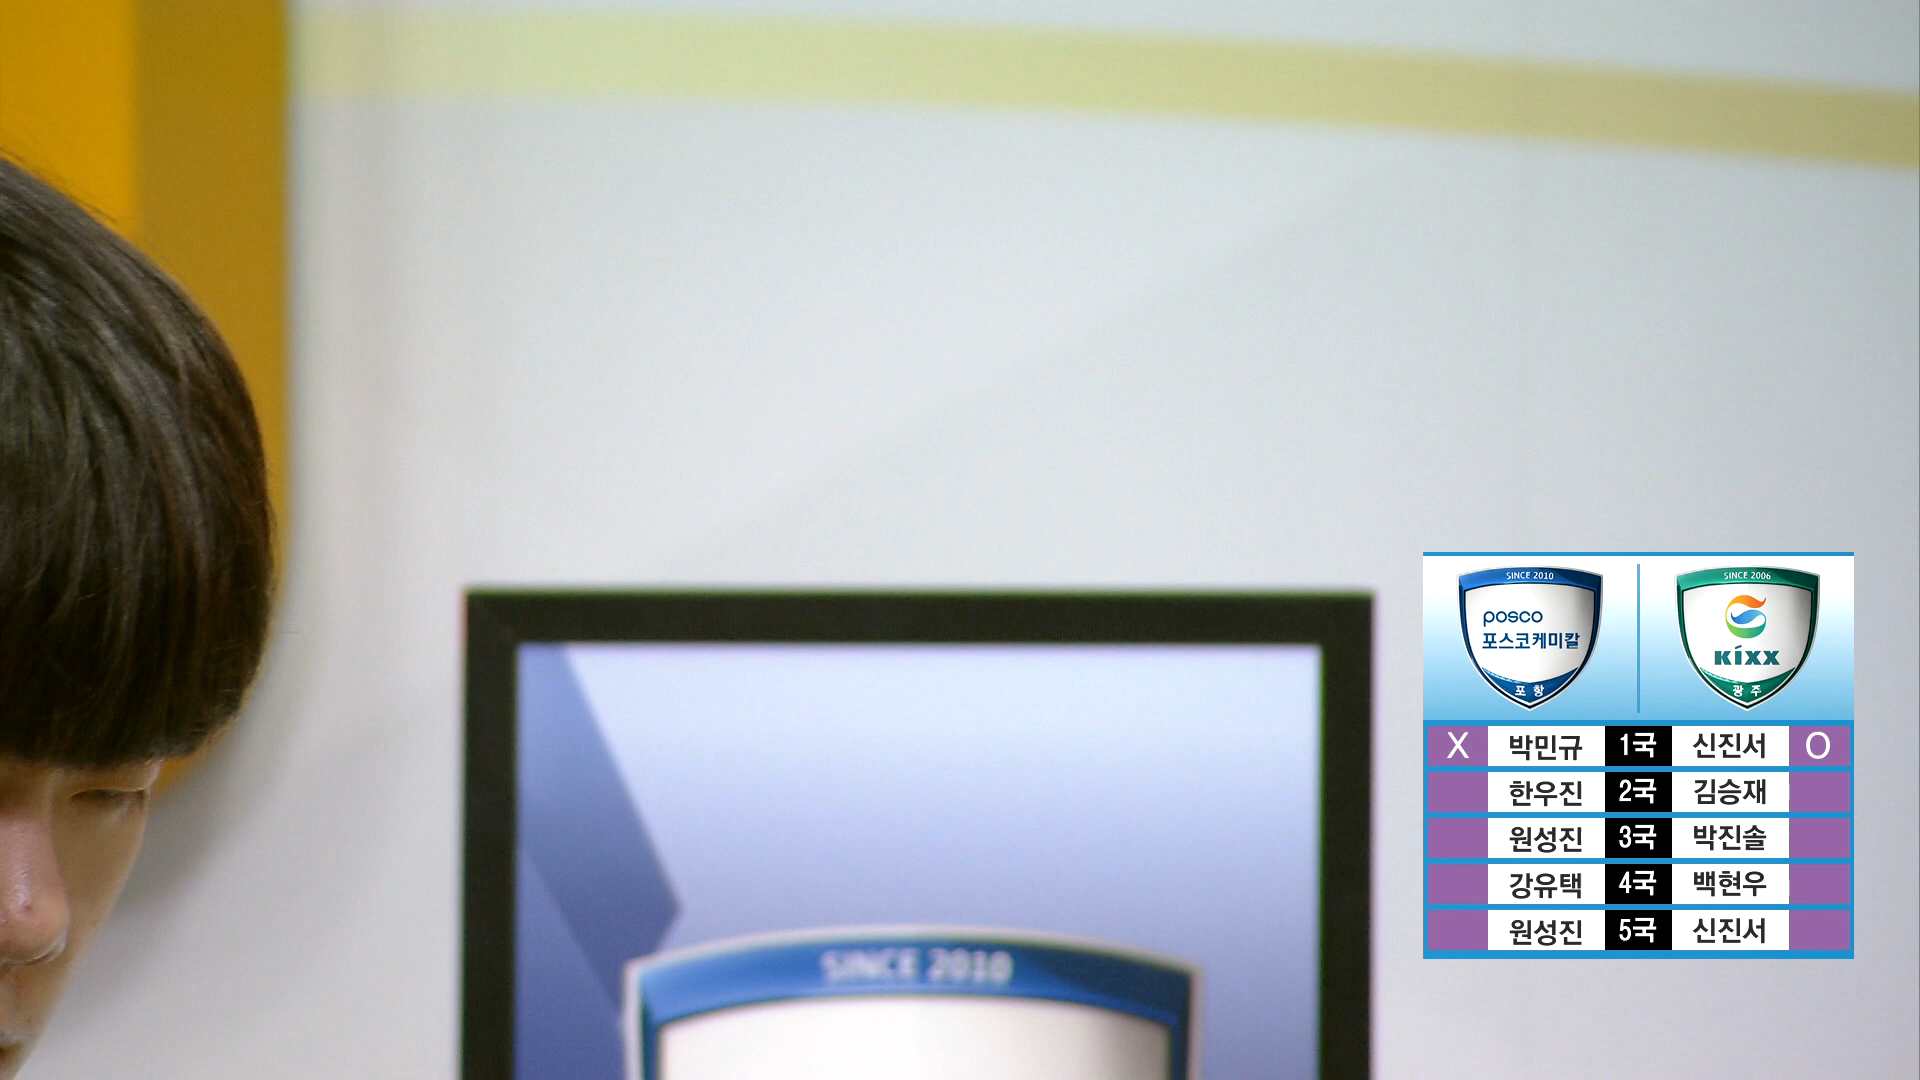 SINCE 2010
posco
포스코케미칼
포항
SINCE 2006
KIXX
광주
X 박민규 1국 신진서 O
한우진 2국 김승재
원성진 3국 박진솔
강유택 4국 백현우
원성진 5국 신진서
SINCE 2010